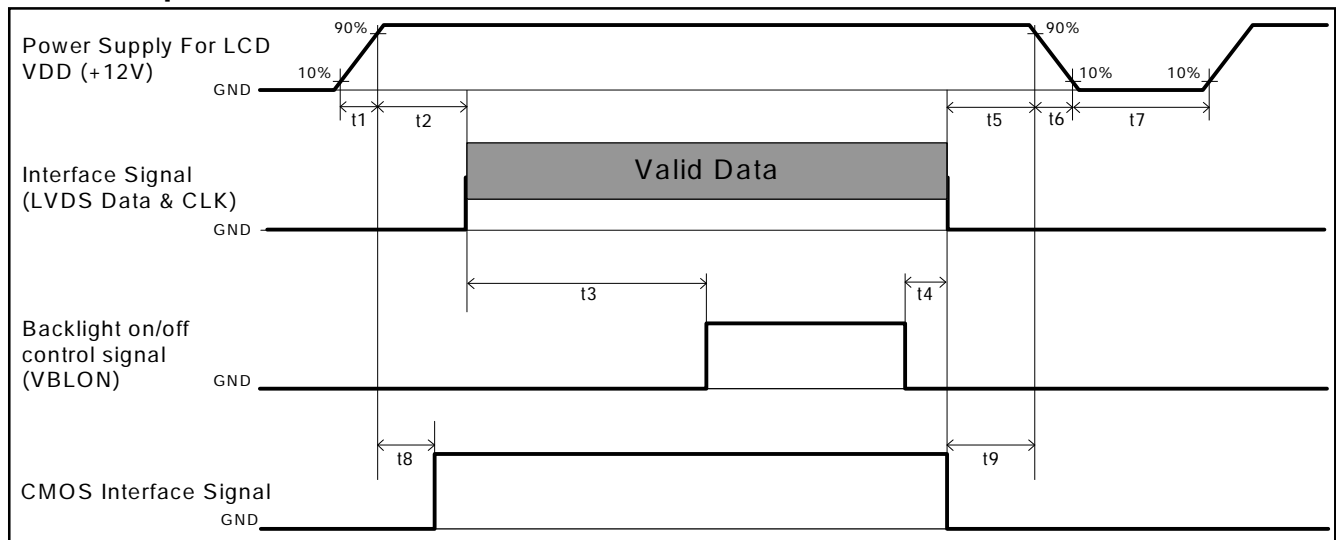 90%
90%
Power Supply For LCD
VDD (+12V)
10%
10%
10%
GND
t1
t2
t5
t6
t7
Valid Data
Interface Signal
(LVDS Data & CLK)
GND
t3
t4
Backlight on/off
control signal
(VBLON)
GND
t8
t9
CMOS Interface Signal
GND